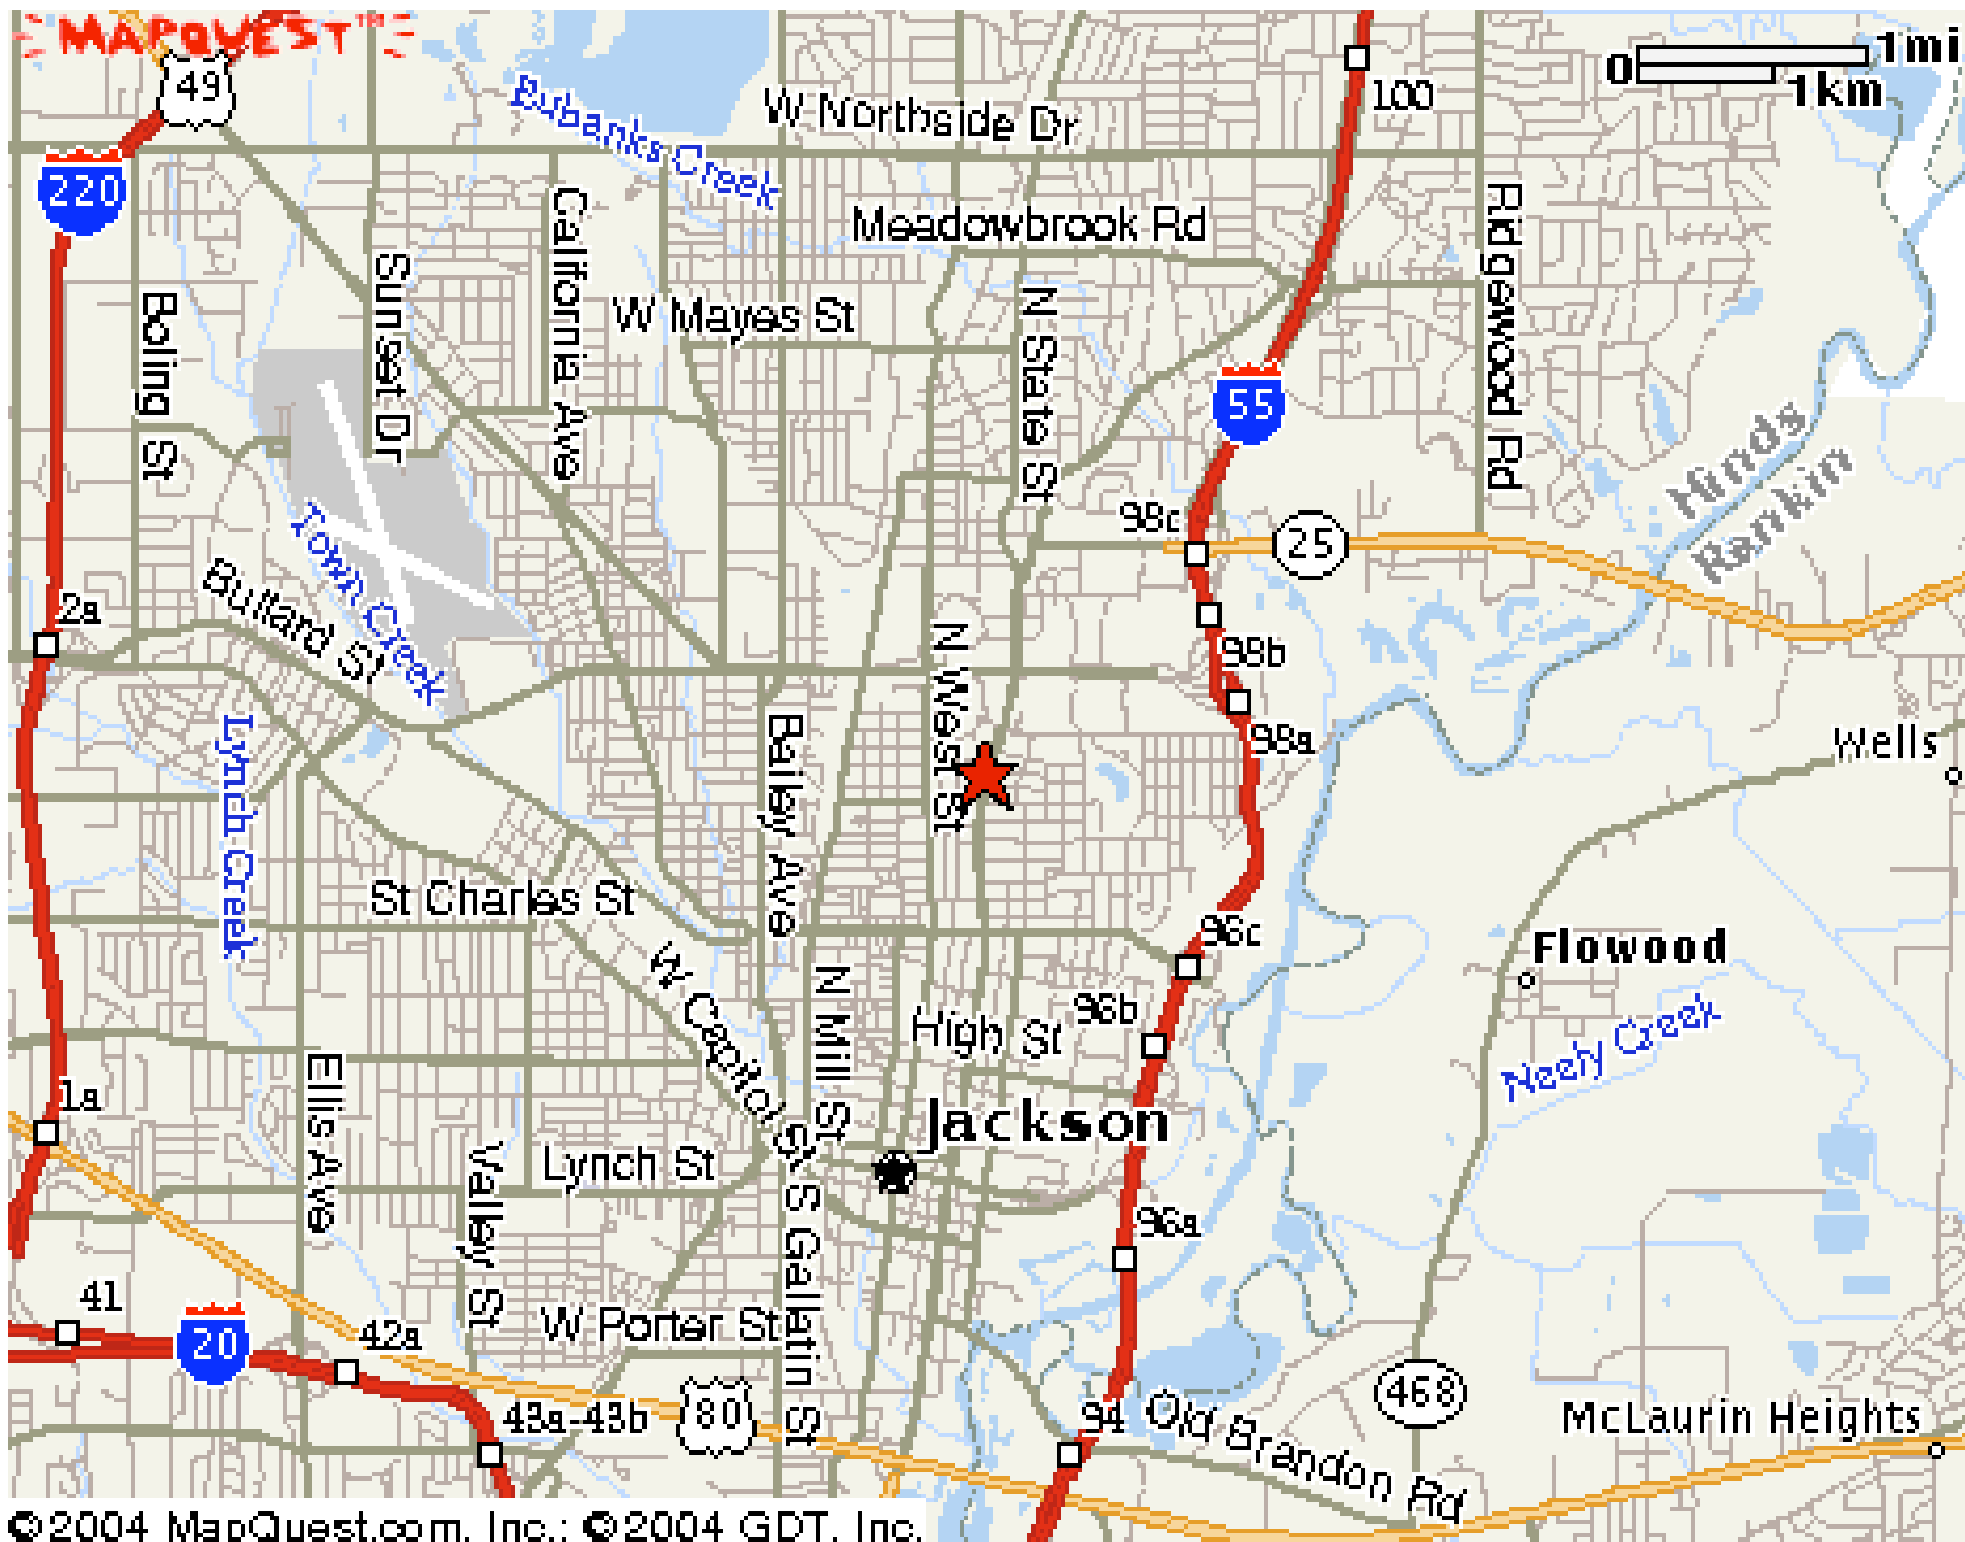 MAPQUEST™
49
1mi
0
1km
100
W Northside Dr
Eubanks Creek
220
Meadowbrook Rd
Ridgewood Rd
California Ave
Sunset Dr
Boling St
W Mayes St
N State St
55
Hinds
Rankin
98c
25
Town Creek
Bullard St
2a
98b
N West St
98a
Wells
Lynch Creek
Bailey Ave
St Charles St
96c
Flowood
W Capitol St
N Mill St
High St
96b
Neely Creek
Ellis Ave
1a
Jackson
Lynch St
Valley St
S Gallatin St
96a
41
20
42a
W Porter St
43a-43b
80
94
Old Brandon Rd
468
McLaurin Heights
©2004 MapQuest.com, Inc.; ©2004 GDT, Inc.